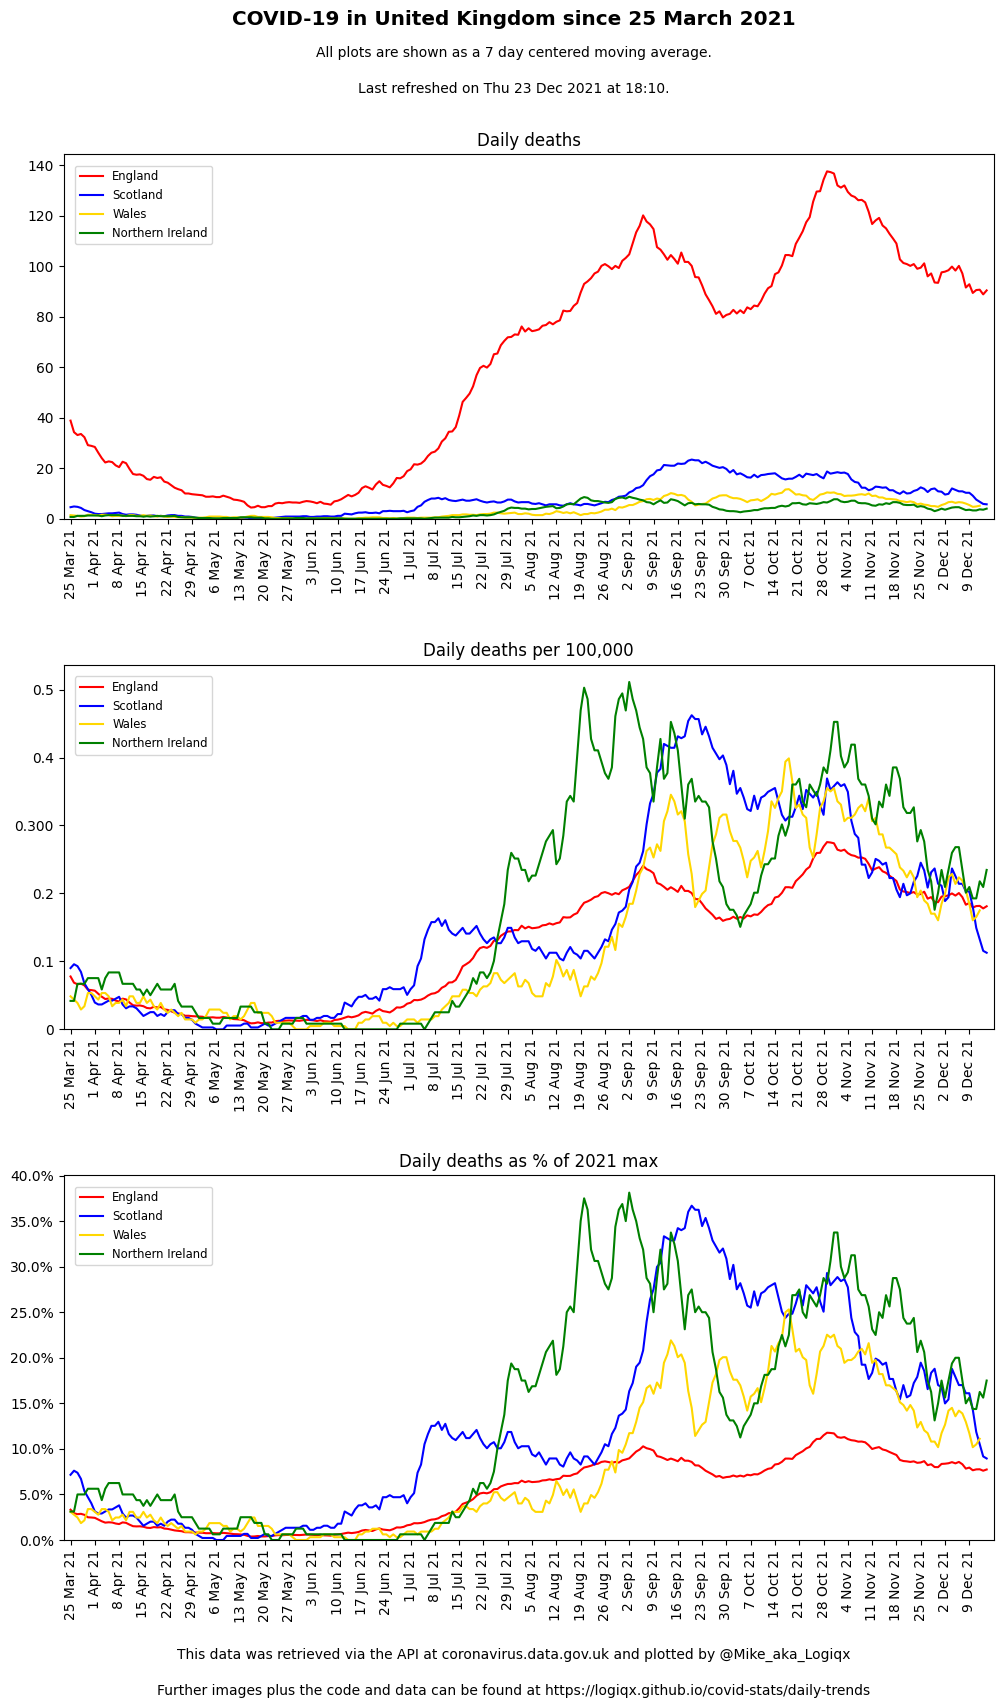 COVID-19 in United Kingdom since 25 March 2021
All plots are shown as a 7 day centered moving average.
Last refreshed on Thu 23 Dec 2021 at 18:10.
Daily deaths
140
120
100
80
60
40
20
0
England
Scotland
Wales
Northern Ireland
25 Mar 21
1 Apr 21
8 Apr 21
15 Apr 21
22 Apr 21
29 Apr 21
6 May 21
13 May 21
20 May 21
27 May 21
3 Jun 21
10 Jun 21
17 Jun 21
24 Jun 21
1 Jul 21
8 Jul 21
15 Jul 21
22 Jul 21
29 Jul 21
5 Aug 21
12 Aug 21
19 Aug 21
26 Aug 21
2 Sep 21
9 Sep 21
16 Sep 21
23 Sep 21
30 Sep 21
7 Oct 21
14 Oct 21
21 Oct 21
28 Oct 21
4 Nov 21
11 Nov 21
18 Nov 21
25 Nov 21
2 Dec 21
9 Dec 21
Daily deaths per 100,000
0.5
0.4
0.300
0.2
0.1
0
England
Scotland
Wales
Northern Ireland
25 Mar 21
1 Apr 21
8 Apr 21
15 Apr 21
22 Apr 21
29 Apr 21
6 May 21
13 May 21
20 May 21
27 May 21
3 Jun 21
10 Jun 21
17 Jun 21
24 Jun 21
1 Jul 21
8 Jul 21
15 Jul 21
22 Jul 21
29 Jul 21
5 Aug 21
12 Aug 21
19 Aug 21
26 Aug 21
2 Sep 21
9 Sep 21
16 Sep 21
23 Sep 21
30 Sep 21
7 Oct 21
14 Oct 21
21 Oct 21
28 Oct 21
4 Nov 21
11 Nov 21
18 Nov 21
25 Nov 21
2 Dec 21
9 Dec 21
Daily deaths as % of 2021 max
40.0%
35.0%
30.0%
25.0%
20.0%
15.0%
10.0%
5.0%
0.0%
England
Scotland
Wales
Northern Ireland
25 Mar 21
1 Apr 21
8 Apr 21
15 Apr 21
22 Apr 21
29 Apr 21
6 May 21
13 May 21
20 May 21
27 May 21
3 Jun 21
10 Jun 21
17 Jun 21
24 Jun 21
1 Jul 21
8 Jul 21
15 Jul 21
22 Jul 21
29 Jul 21
5 Aug 21
12 Aug 21
19 Aug 21
26 Aug 21
2 Sep 21
9 Sep 21
16 Sep 21
23 Sep 21
30 Sep 21
7 Oct 21
14 Oct 21
21 Oct 21
28 Oct 21
4 Nov 21
11 Nov 21
18 Nov 21
25 Nov 21
2 Dec 21
9 Dec 21
This data was retrieved via the API at coronavirus.data.gov.uk and plotted by @Mike_aka_Logiqx
Further images plus the code and data can be found at https://logiqx.github.io/covid-stats/daily-trends